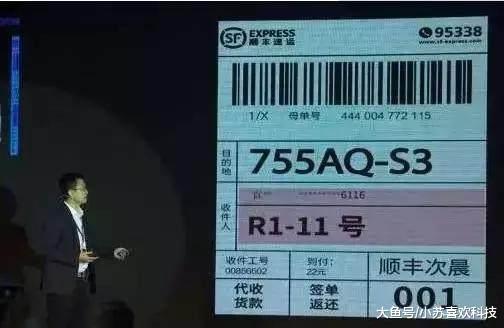 SF EXPRESS
顺丰速运
95338
www.sf-express.com
1/X 母单号 444 004 772 115
目的地
755AQ-S3
收件人
6116
R1-11 号
收件工号
00856602
到付:
22元
顺丰次晨
代收
货款
签单
返还
001
大鱼号/小苏喜欢科技